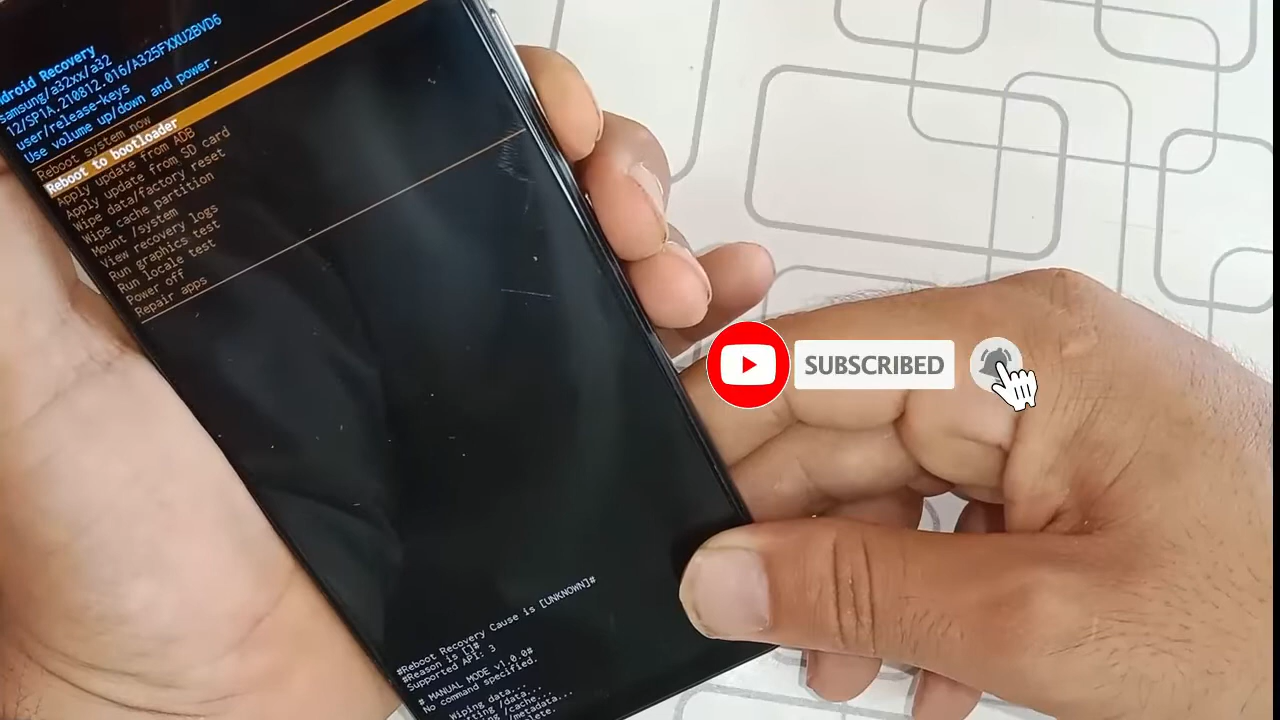 Android Recovery
samsung/a32xx/a32
12/SP1A.210812.016/A325FXXU2BVD6
user/release-keys
Use volume up/down and power.
Reboot system now
Reboot to bootloader
Apply update from ADB
Apply update from SD card
Wipe data/factory reset
Wipe cache partition
Mount /system
View recovery logs
Run graphics test
Run locale test
Power off
Repair apps
SUBSCRIBED
#Reboot Recovery Cause is [UNKNOWN]#
#Reason is []#
Supported API: 3
# MANUAL MODE v1.0.0#
No command specified.
Wiping data...
/data...
/cache...
/metadata...